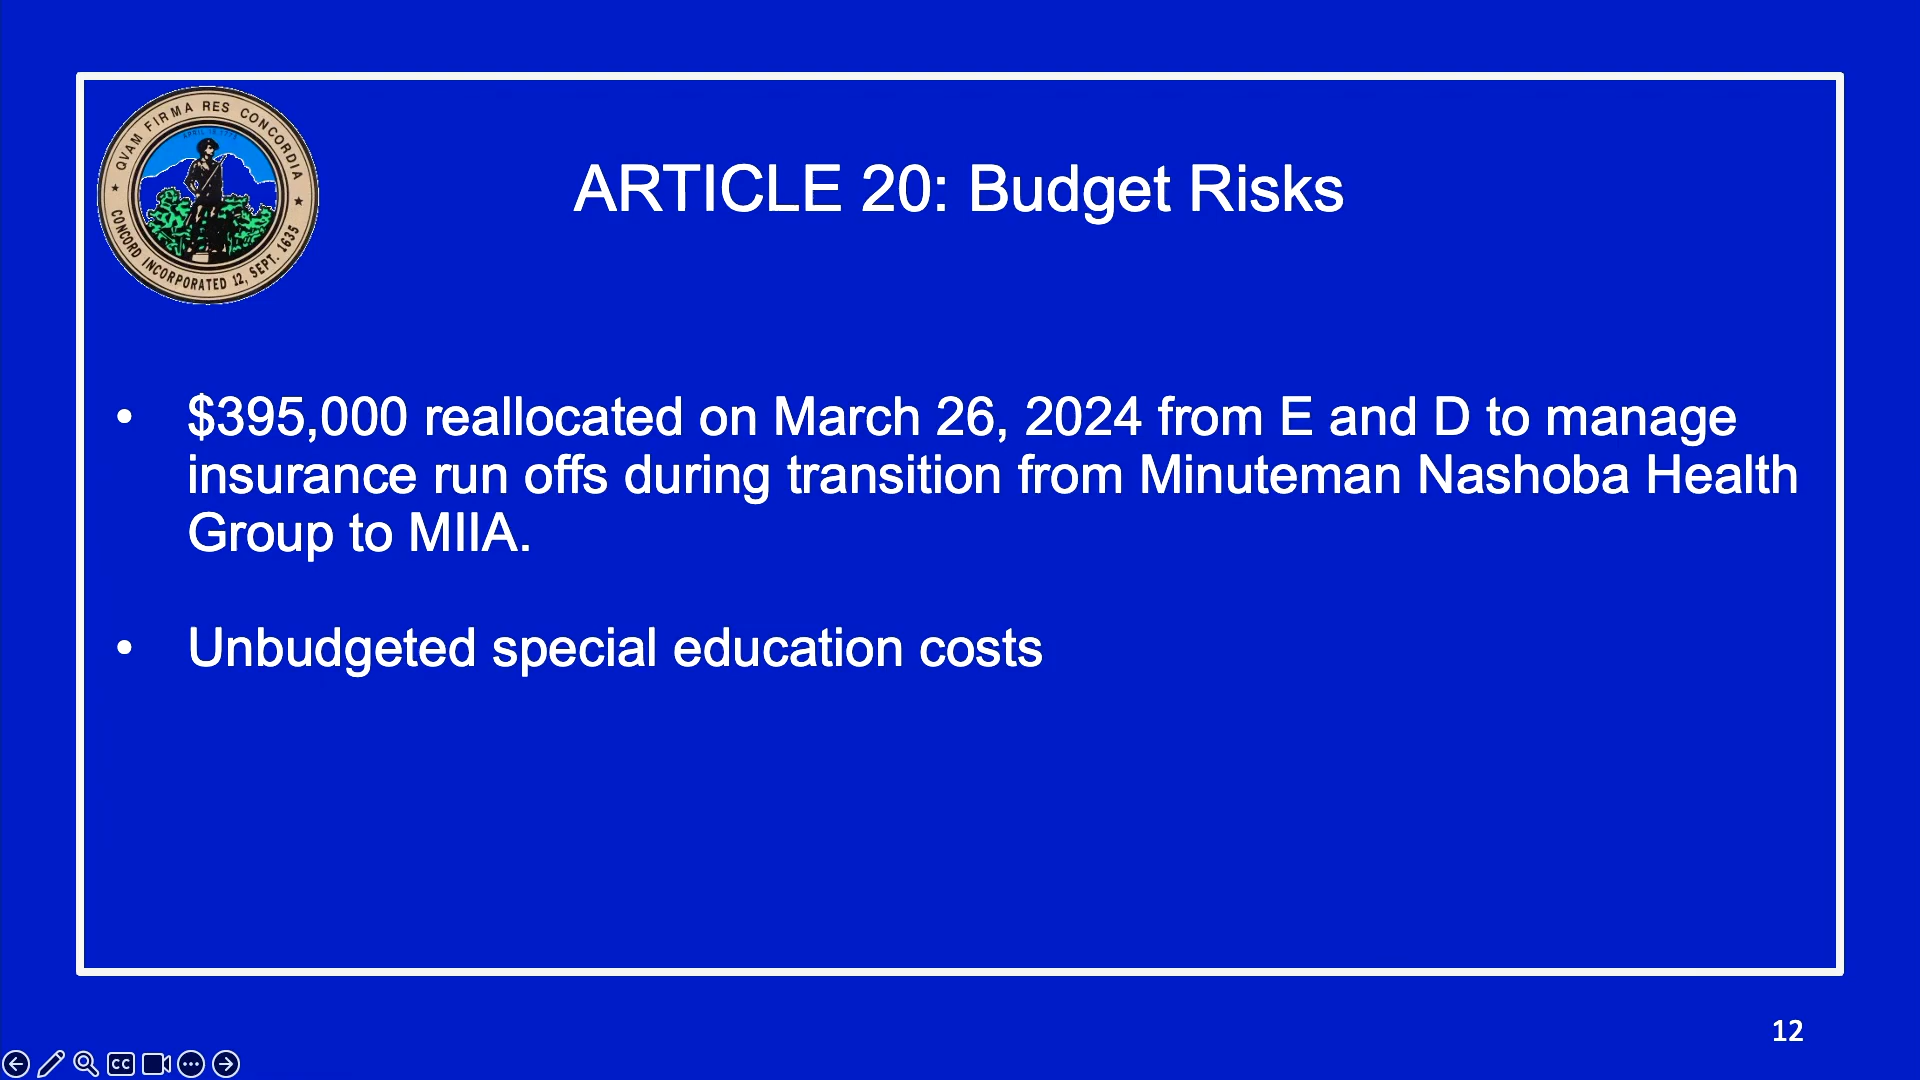 QVAM FIRMA RES CONCORDIA
CONCORD INCORPORATED 12, SEPT. 1635
ARTICLE 20: Budget Risks
• $395,000 reallocated on March 26, 2024 from E and D to manage
insurance run offs during transition from Minuteman Nashoba Health
Group to MIIA.
• Unbudgeted special education costs
12
CC